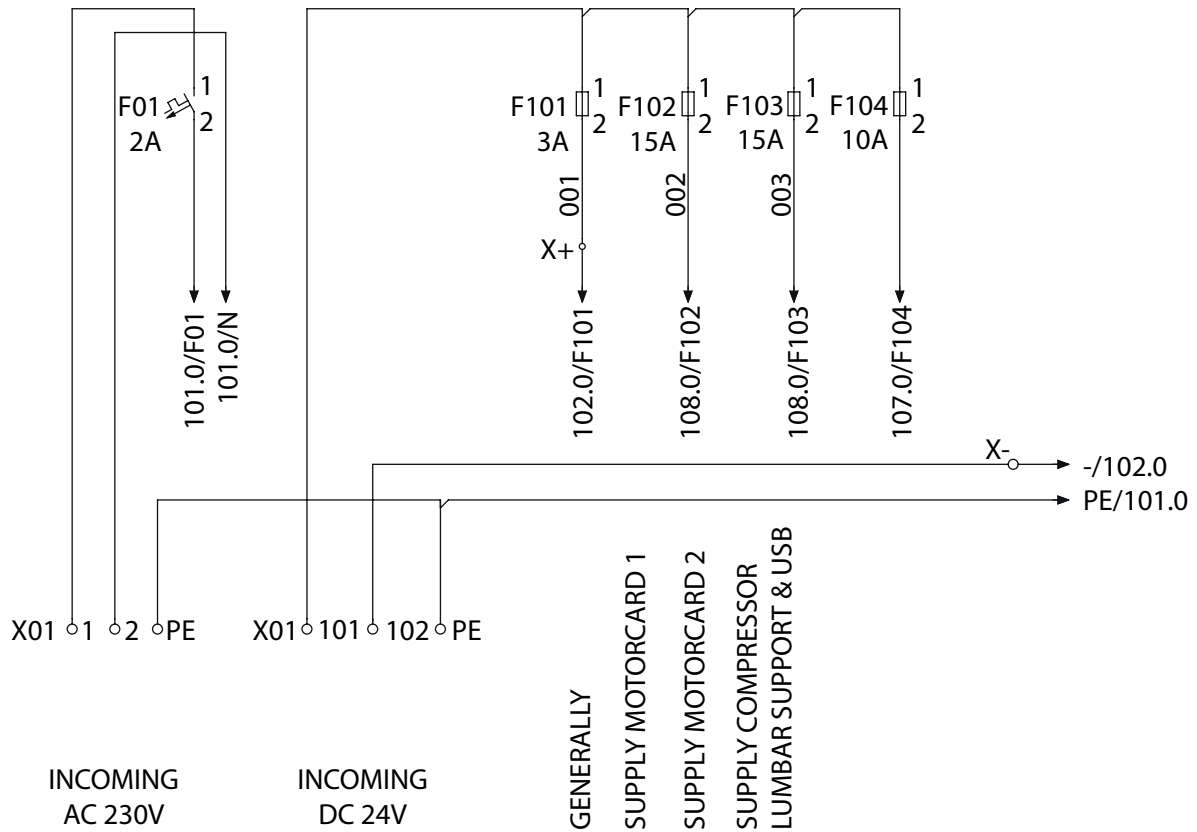 F01
2A
1
2
F101
3A
1
2
F102
15A
1
2
F103
15A
1
2
F104
10A
1
2
001
002
003
X+
101.0/F01
101.0/N
102.0/F101
108.0/F102
108.0/F103
107.0/F104
X-
-/102.0
PE/101.0
X01 1 2 PE
X01 101 102 PE
GENERALLY
SUPPLY MOTORCARD 1
SUPPLY MOTORCARD 2
SUPPLY COMPRESSOR
LUMBAR SUPPORT & USB
INCOMING
AC 230V
INCOMING
DC 24V